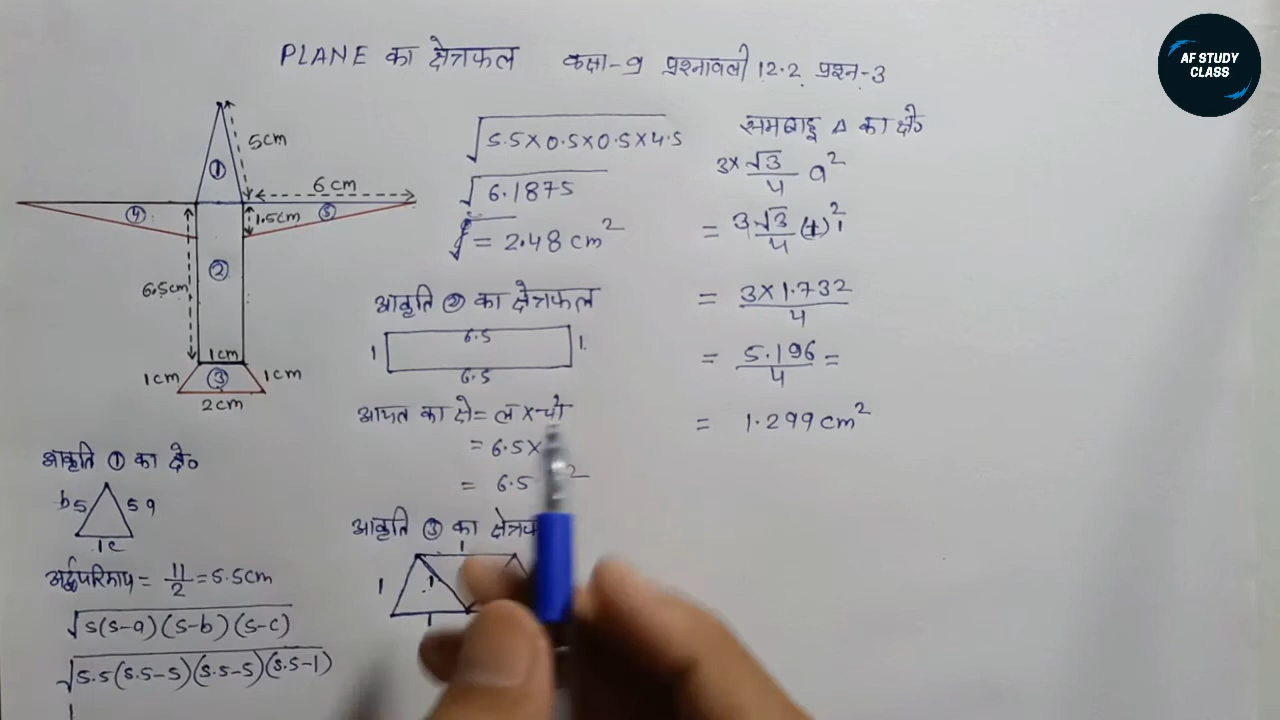 AF STUDY
CLASS
PLANE का क्षेत्रफल कक्षा-9 प्रश्नावली 12.2 प्रश्न-3
5cm
①
6cm
④
⑤
1.5cm
②
6.5cm
1cm
1cm
③
1cm
2cm
आकृति ① का क्षे०
b5
5a
1c
अर्द्धपरिमाप = 11/2 = 5.5cm
√s(s-a)(s-b)(s-c)
√5.5(5.5-5)(5.5-5)(5.5-1)
√5.5×0.5×0.5×4.5
√6.1875
= 2.48 cm²
आकृति ② का क्षेत्रफल
6.5
1
1
6.5
आयत का क्षे = ल × चौ
= 6.5×
= 6.5
आकृति ③ का
1
1
1
1
समबाहु Δ का क्षे०
3×√3/4 a²
= 3√3/4 (1)²
= 3×1.732/4
= 5.196/4 =
= 1.299 cm²